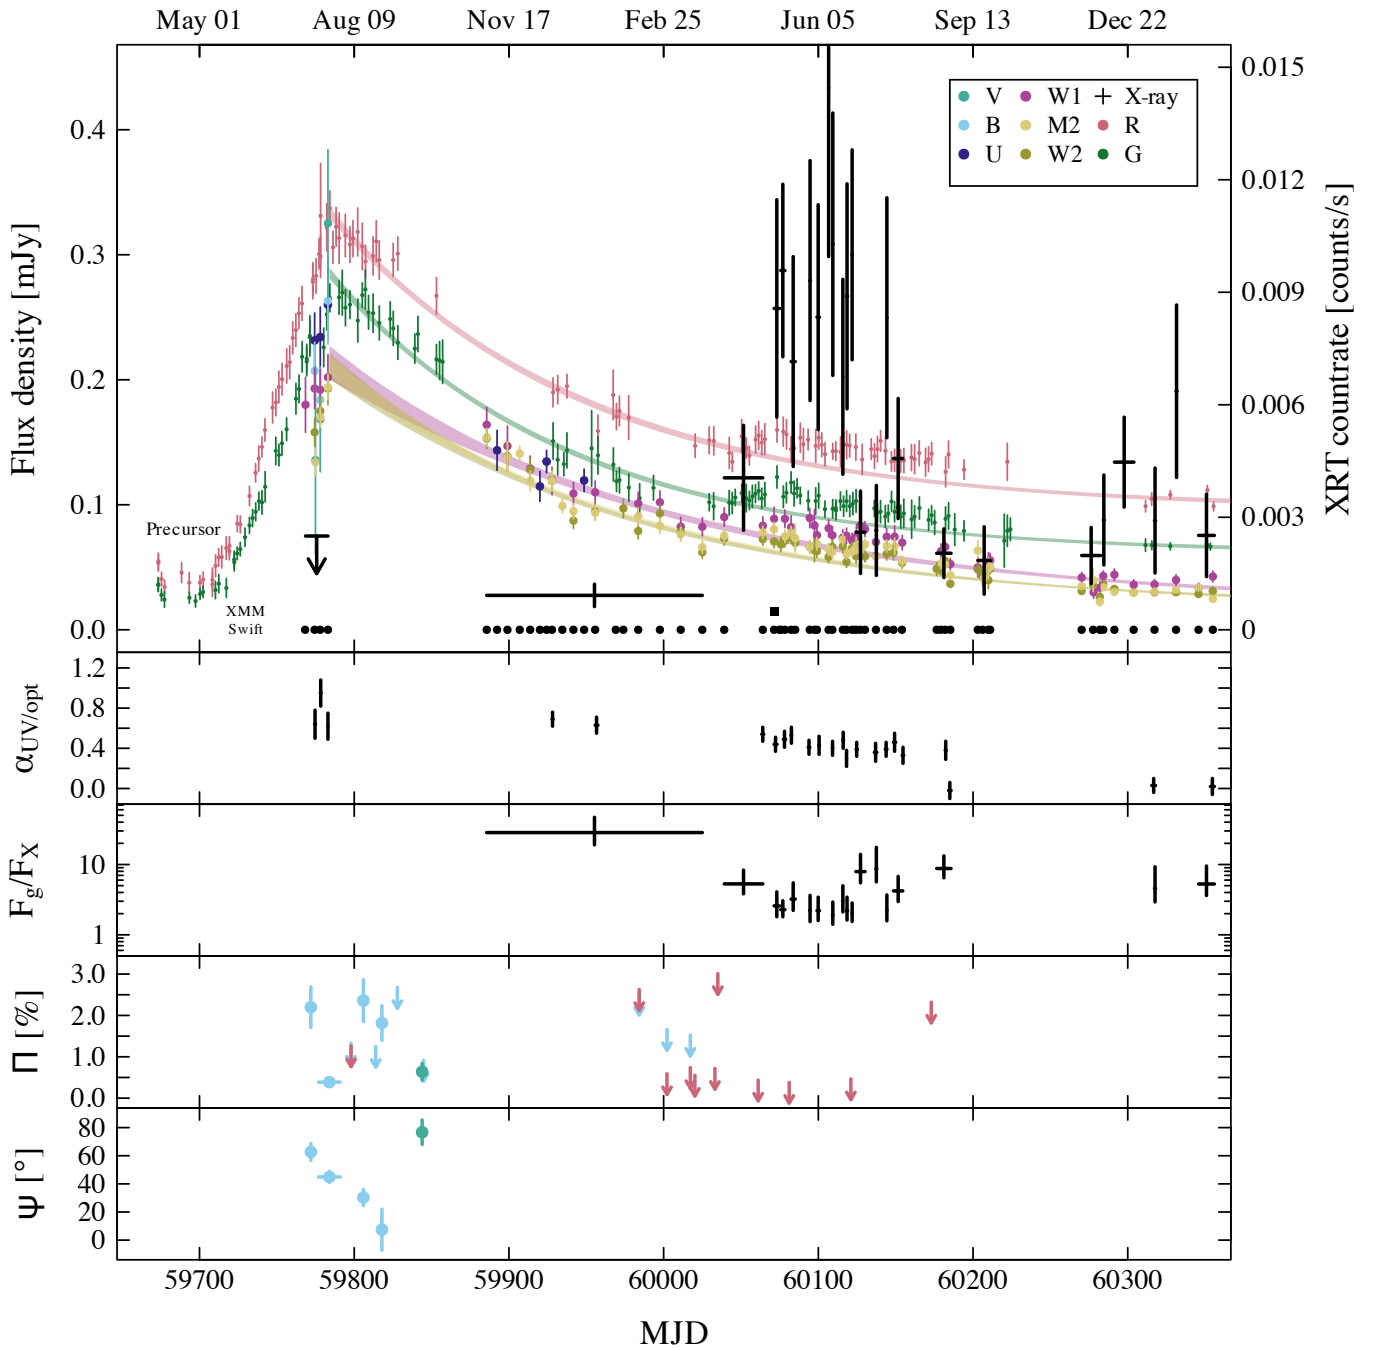 May 01 Aug 09 Nov 17 Feb 25 Jun 05 Sep 13 Dec 22
V W1 X-ray
B M2 R
U W2 G
Flux density [mJy]
0.4
0.3
0.2
0.1
0.0
XRT countrate [counts/s]
0.015
0.012
0.009
0.006
0.003
0
Precursor
XMM
Swift
αUV/opt
1.2
0.8
0.4
0.0
Fg/FX
10
1
Π [%]
3.0
2.0
1.0
0.0
Ψ [°]
80
60
40
20
0
59700 59800 59900 60000 60100 60200 60300
MJD